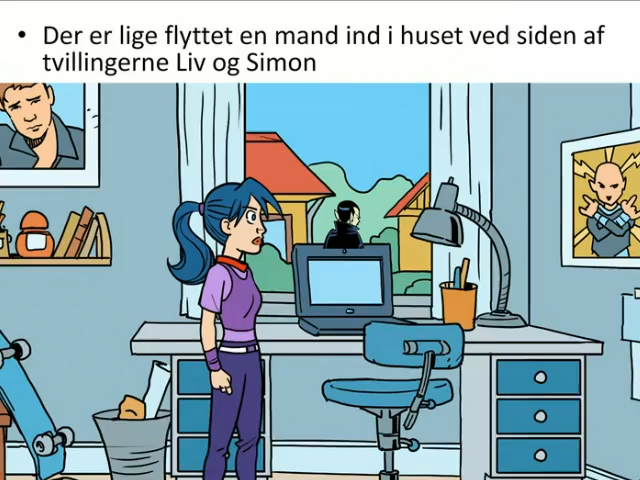 • Der er lige flyttet en mand ind i huset ved siden af
tvillingerne Liv og Simon